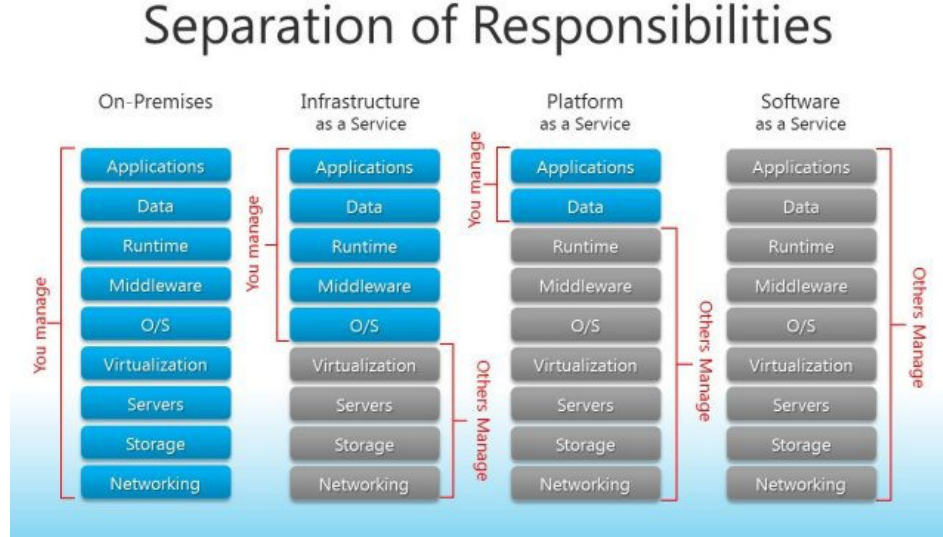 Separation of Responsibilities
On-Premises
You manage
Applications
Data
Runtime
Middleware
O/S
Virtualization
Servers
Storage
Networking
Infrastructure
as a Service
You manage
Applications
Data
Runtime
Middleware
O/S
Virtualization
Servers
Storage
Networking
Others Manage
Platform
as a Service
You manage
Applications
Data
Runtime
Middleware
O/S
Virtualization
Servers
Storage
Networking
Others Manage
Software
as a Service
Applications
Data
Runtime
Middleware
O/S
Virtualization
Servers
Storage
Networking
Others Manage